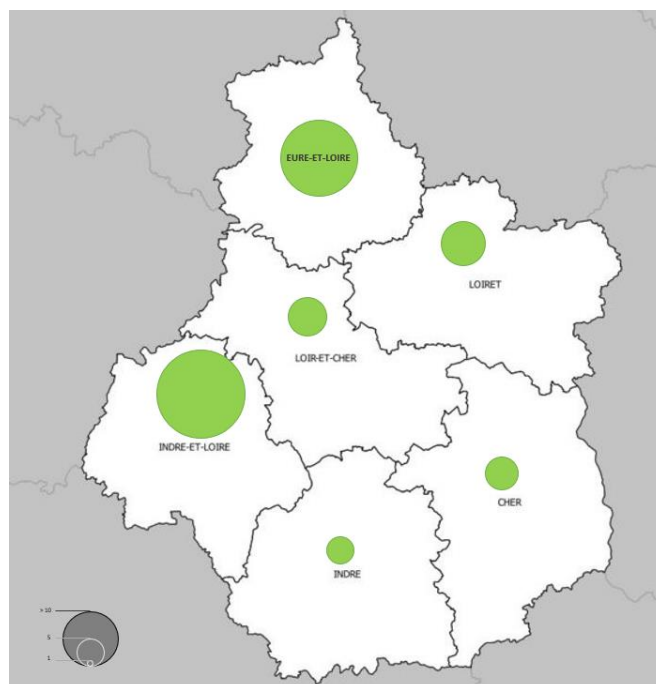 EURE-ET-LOIRE
LOIRET
LOIR-ET-CHER
INDRE-ET-LOIRE
CHER
INDRE
>10
5
1